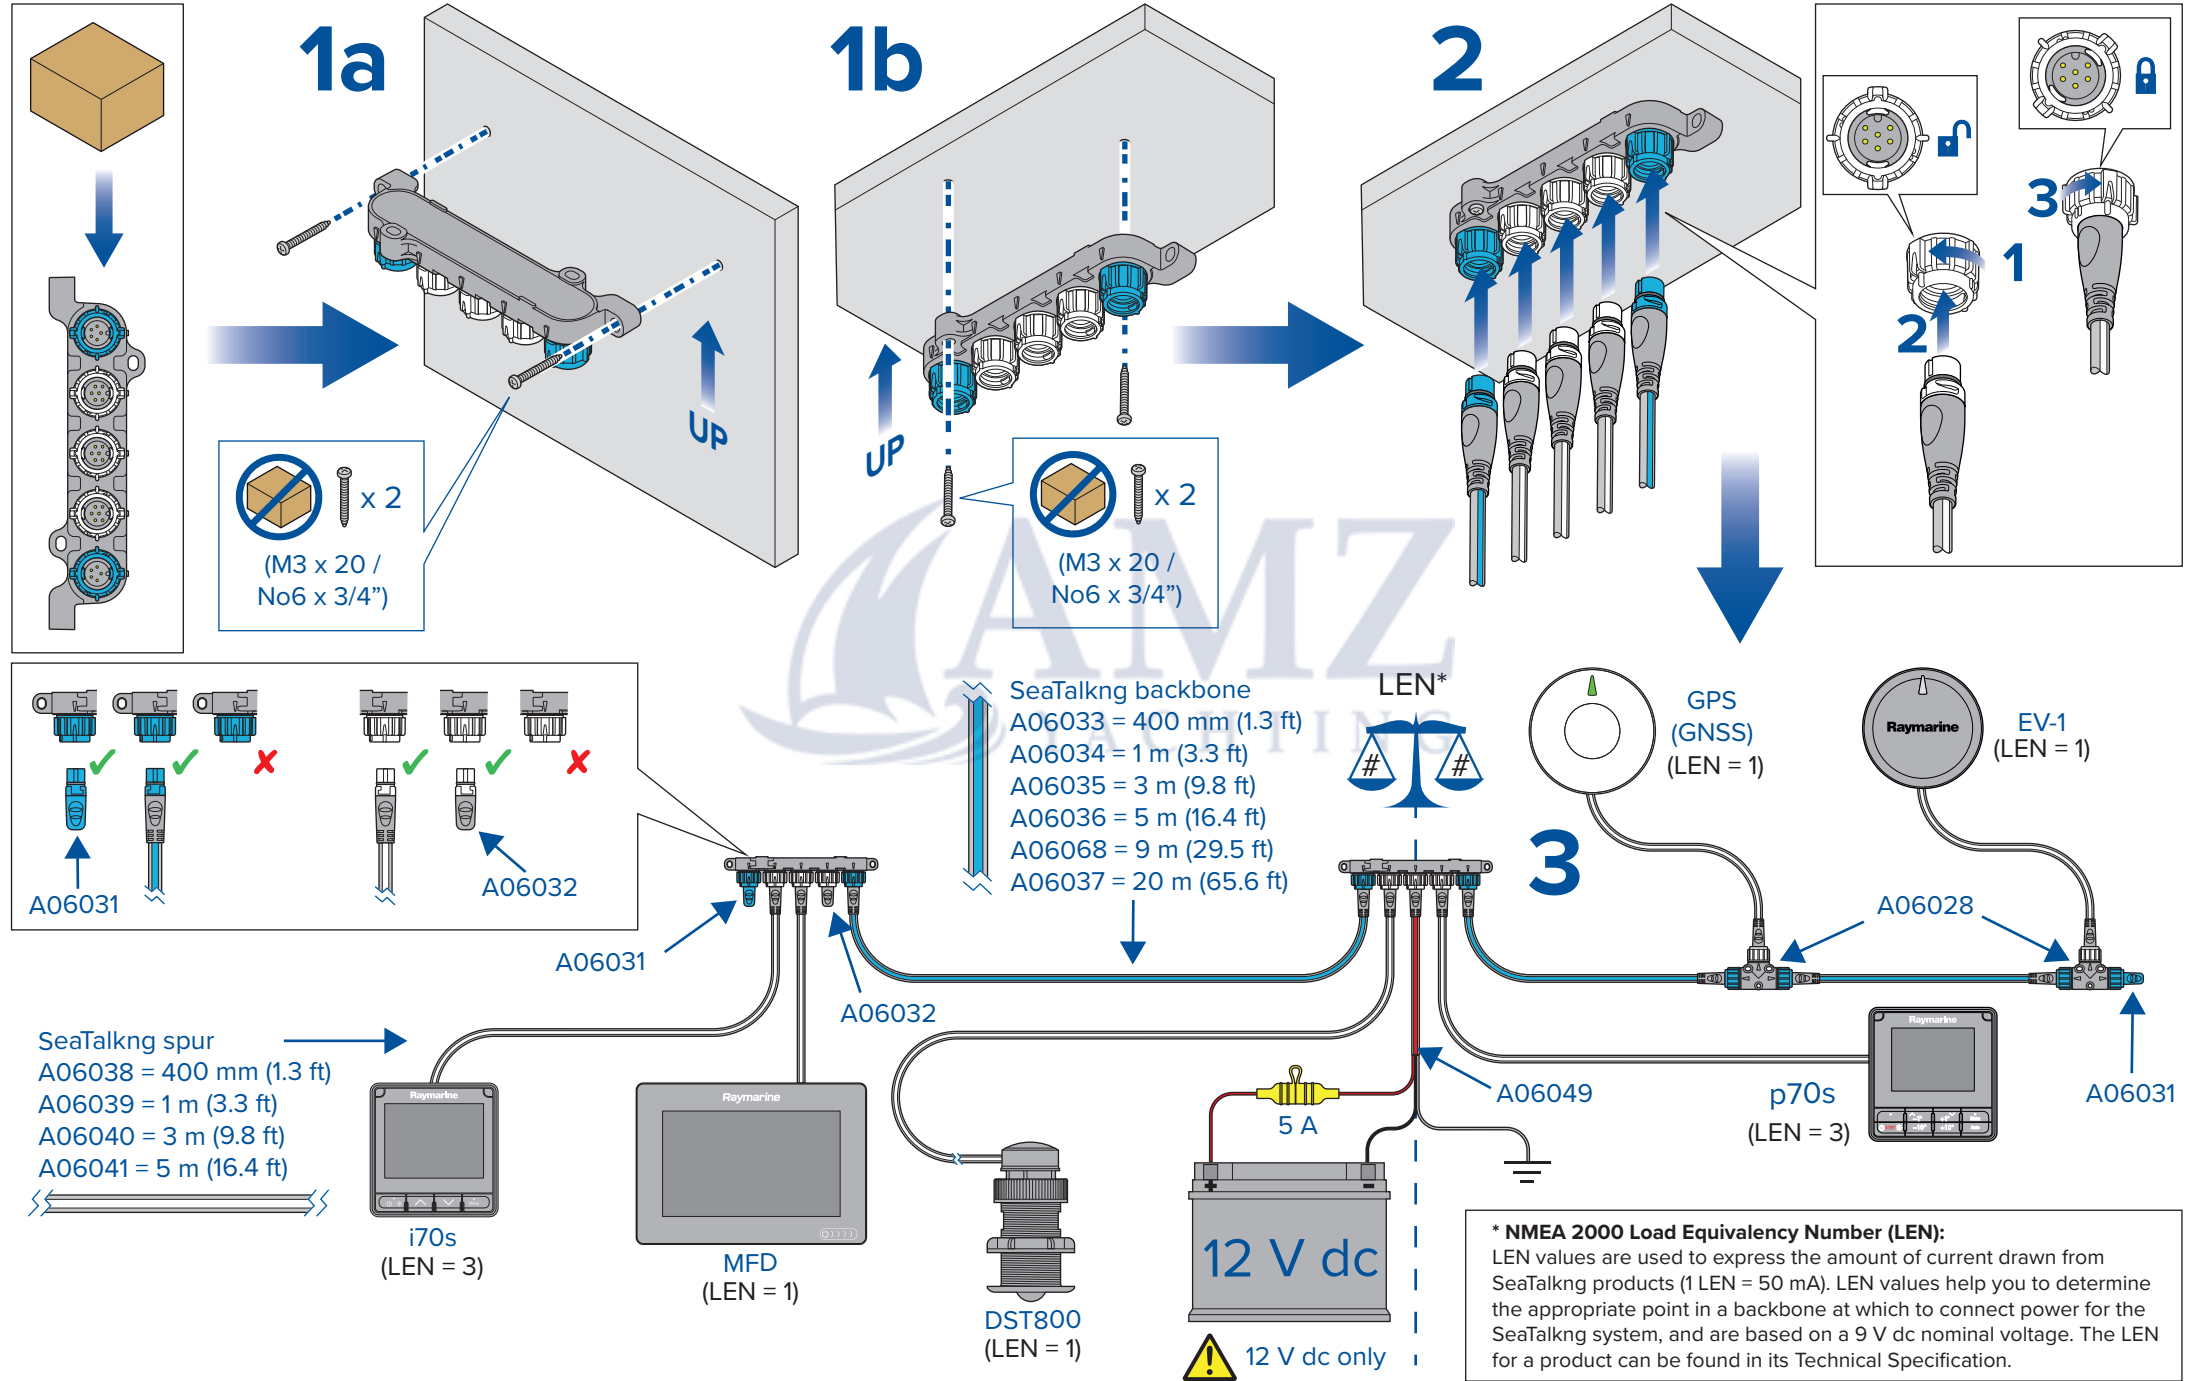 1a
1b
2
UP
UP
x 2
(M3 x 20 /
No6 x 3/4”)
x 2
(M3 x 20 /
No6 x 3/4”)
1
2
3
AMZ
YACHTING
A06031
A06032
SeaTalkng backbone
A06033 = 400 mm (1.3 ft)
A06034 = 1 m (3.3 ft)
A06035 = 3 m (9.8 ft)
A06036 = 5 m (16.4 ft)
A06068 = 9 m (29.5 ft)
A06037 = 20 m (65.6 ft)
LEN*
#
#
GPS
(GNSS)
(LEN = 1)
Raymarine
EV-1
(LEN = 1)
3
A06028
A06031
A06032
SeaTalkng spur
A06038 = 400 mm (1.3 ft)
A06039 = 1 m (3.3 ft)
A06040 = 3 m (9.8 ft)
A06041 = 5 m (16.4 ft)
Raymarine
i70s
(LEN = 3)
Raymarine
MFD
(LEN = 1)
DST800
(LEN = 1)
5 A
A06049
+
–
12 V dc
12 V dc only
Raymarine
p70s
(LEN = 3)
A06031
* NMEA 2000 Load Equivalency Number (LEN):
LEN values are used to express the amount of current drawn from
SeaTalkng products (1 LEN = 50 mA). LEN values help you to determine
the appropriate point in a backbone at which to connect power for the
SeaTalkng system, and are based on a 9 V dc nominal voltage. The LEN
for a product can be found in its Technical Specification.